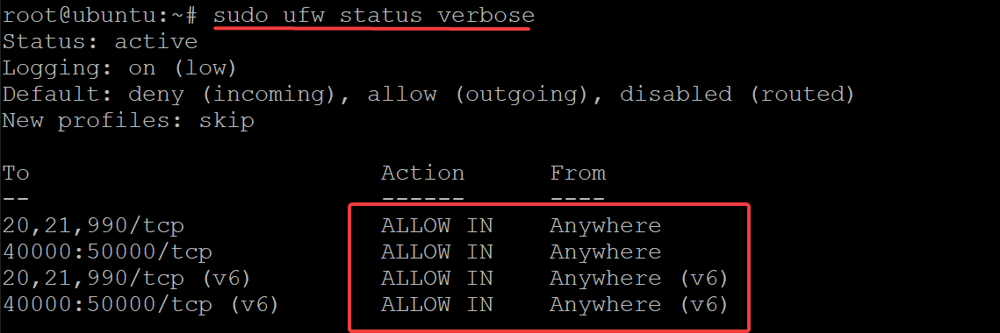 root@ubuntu:~# sudo ufw status verbose
Status: active
Logging: on (low)
Default: deny (incoming), allow (outgoing), disabled (routed)
New profiles: skip

To                         Action      From
--                         ------      ----
20,21,990/tcp              ALLOW IN    Anywhere
40000:50000/tcp            ALLOW IN    Anywhere
20,21,990/tcp (v6)         ALLOW IN    Anywhere (v6)
40000:50000/tcp (v6)       ALLOW IN    Anywhere (v6)